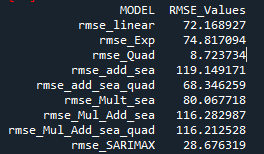 MODEL RMSE_Values
rmse_linear 72.168927
rmse_Exp 74.817094
rmse_Quad 8.723734
rmse_add_sea 119.149171
rmse_add_sea_quad 68.346259
rmse_Mult_sea 80.067718
rmse_Mul_Add_sea 116.282987
rmse_Mul_Add_sea_quad 116.212528
rmse_SARIMAX 28.676319